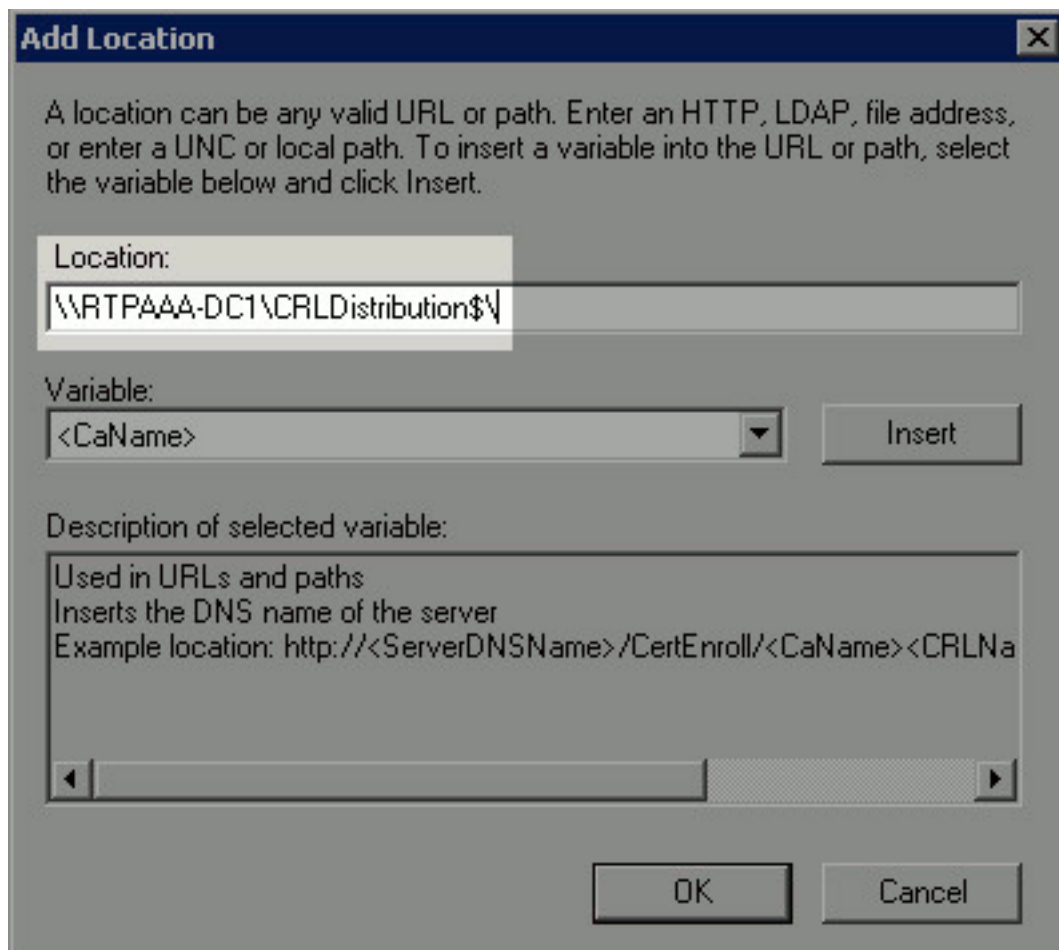 Add Location
A location can be any valid URL or path. Enter an HTTP, LDAP, file address,
or enter a UNC or local path. To insert a variable into the URL or path, select
the variable below and click Insert.
Location:
\\RTPAAA-DC1\CRLDistribution$\
Variable:
<CaName>
Insert
Description of selected variable:
Used in URLs and paths
Inserts the DNS name of the server
Example location: http://<ServerDNSName>/CertEnroll/<CaName><CRLNa
OK
Cancel